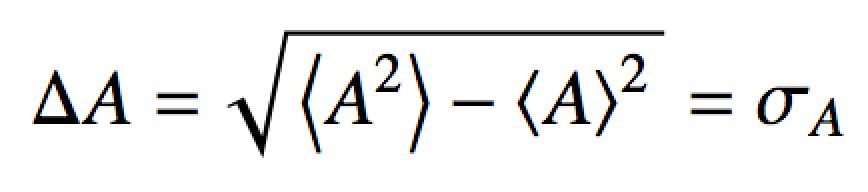 ΔA = √(⟨A²⟩ − ⟨A⟩²) = σ_A